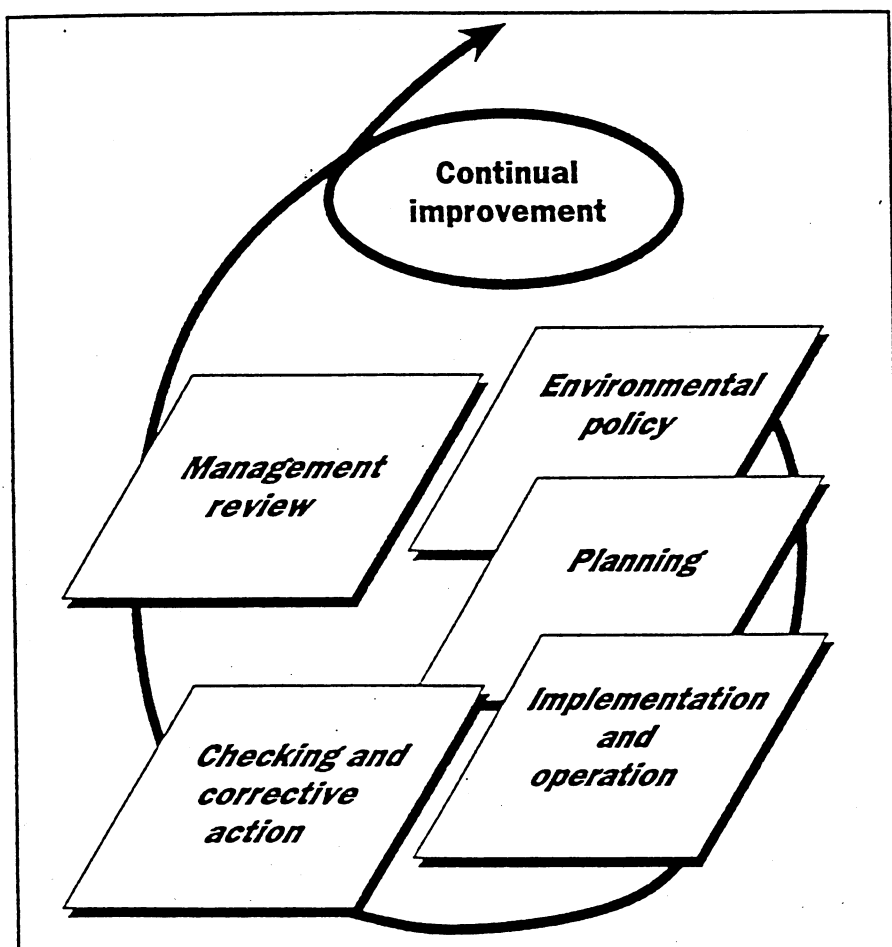 Continual
improvement
Environmental
policy
Management
review
Planning
Implementation
and
operation
Checking and
corrective
action